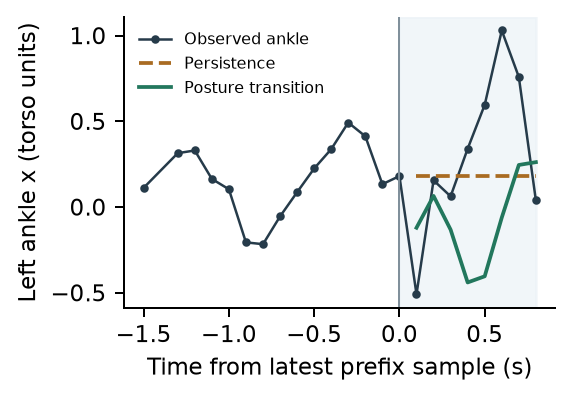 Left ankle x (torso units)
1.0
0.5
0.0
−0.5
Observed ankle
Persistence
Posture transition
−1.5 −1.0 −0.5 0.0 0.5
Time from latest prefix sample (s)